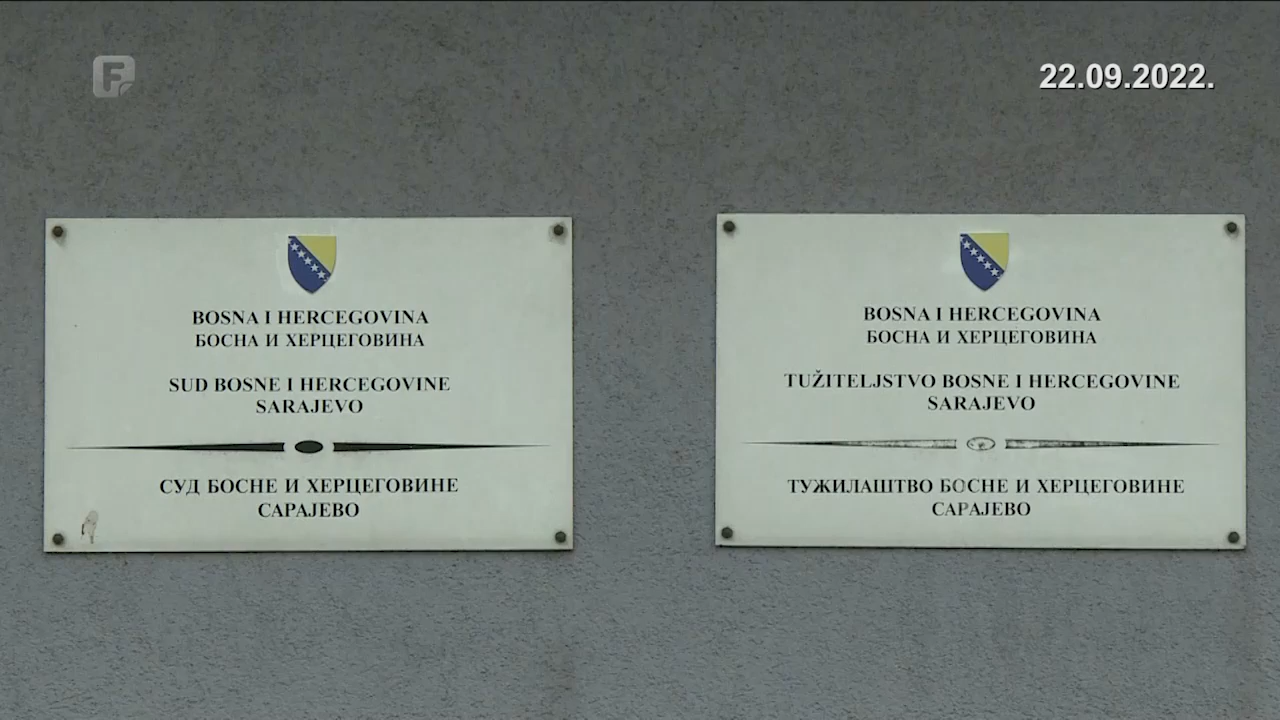 F
22.09.2022.
BOSNA I HERCEGOVINA
БОСНА И ХЕРЦЕГОВИНА
SUD BOSNE I HERCEGOVINE
SARAJEVO
СУД БОСНЕ И ХЕРЦЕГОВИНЕ
САРАЈЕВО
BOSNA I HERCEGOVINA
БОСНА И ХЕРЦЕГОВИНА
TUŽITELJSTVO BOSNE I HERCEGOVINE
SARAJEVO
ТУЖИЛАШТВО БОСНЕ И ХЕРЦЕГОВИНЕ
САРАЈЕВО